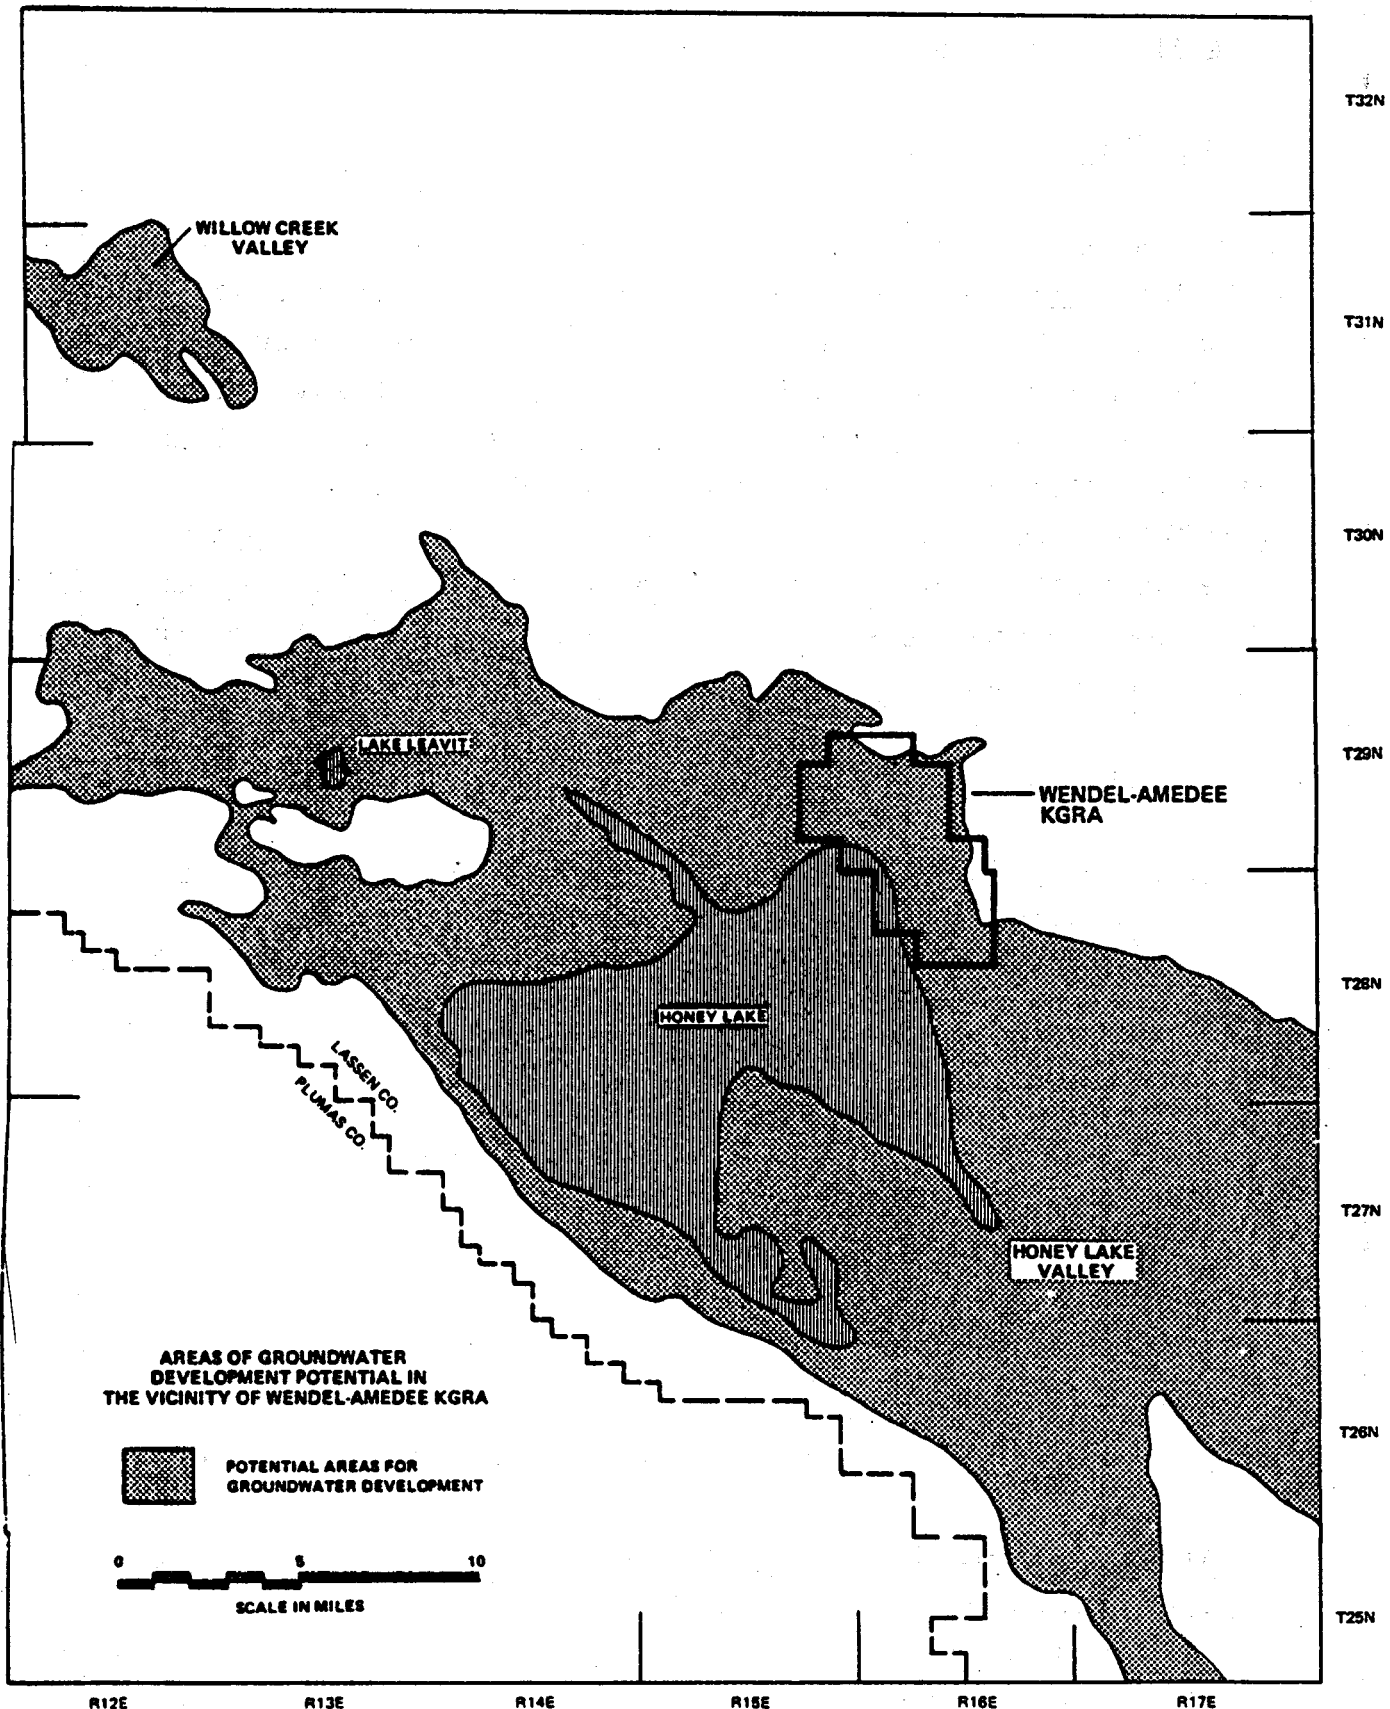 T32N
WILLOW CREEK
VALLEY
T31N
T30N
LAKE LEAVIT
T29N
WENDEL-AMEDEE
KGRA
T28N
HONEY LAKE
LASSEN CO.
PLUMAS CO.
T27N
HONEY LAKE
VALLEY
AREAS OF GROUNDWATER
DEVELOPMENT POTENTIAL IN
THE VICINITY OF WENDEL-AMEDEE KGRA
T26N
POTENTIAL AREAS FOR
GROUNDWATER DEVELOPMENT
0 5 10
SCALE IN MILES
T25N
R12E R13E R14E R15E R16E R17E